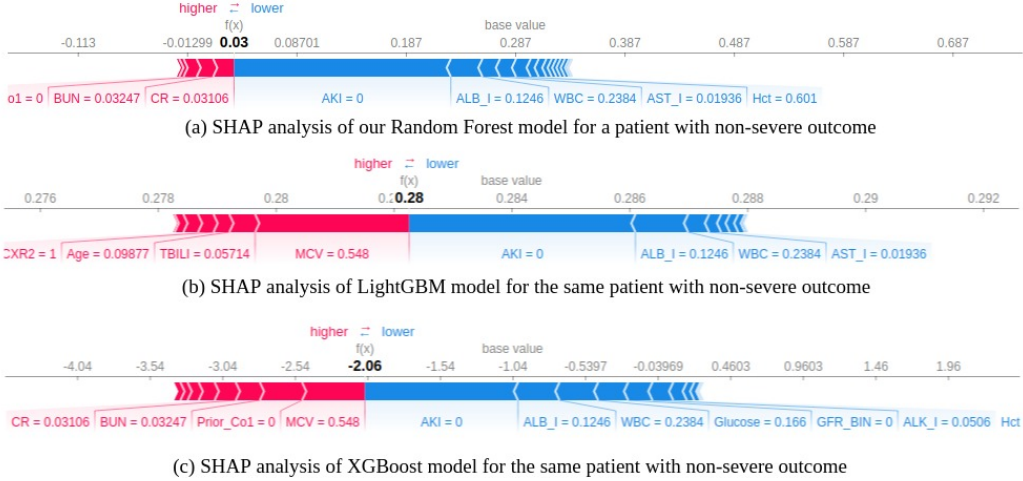 higher ⇄ lower
f(x) base value
-0.113 -0.01299 0.03 0.08701 0.187 0.287 0.387 0.487 0.587 0.687
o1 = 0 BUN = 0.03247 CR = 0.03106 AKI = 0 ALB_I = 0.1246 WBC = 0.2384 AST_I = 0.01936 Hct = 0.601
(a) SHAP analysis of our Random Forest model for a patient with non-severe outcome
higher ⇄ lower
f(x) base value
0.276 0.278 0.28 0.28 0.284 0.286 0.288 0.29 0.292
CXR2 = 1 Age = 0.09877 TBILI = 0.05714 MCV = 0.548 AKI = 0 ALB_I = 0.1246 WBC = 0.2384 AST_I = 0.01936
(b) SHAP analysis of LightGBM model for the same patient with non-severe outcome
higher ⇄ lower
f(x) base value
-4.04 -3.54 -3.04 -2.54 -2.06 -1.54 -1.04 -0.5397 -0.03969 0.4603 0.9603 1.46 1.96
CR = 0.03106 BUN = 0.03247 Prior_Co1 = 0 MCV = 0.548 AKI = 0 ALB_I = 0.1246 WBC = 0.2384 Glucose = 0.166 GFR_BIN = 0 ALK_I = 0.0506 Hct
(c) SHAP analysis of XGBoost model for the same patient with non-severe outcome